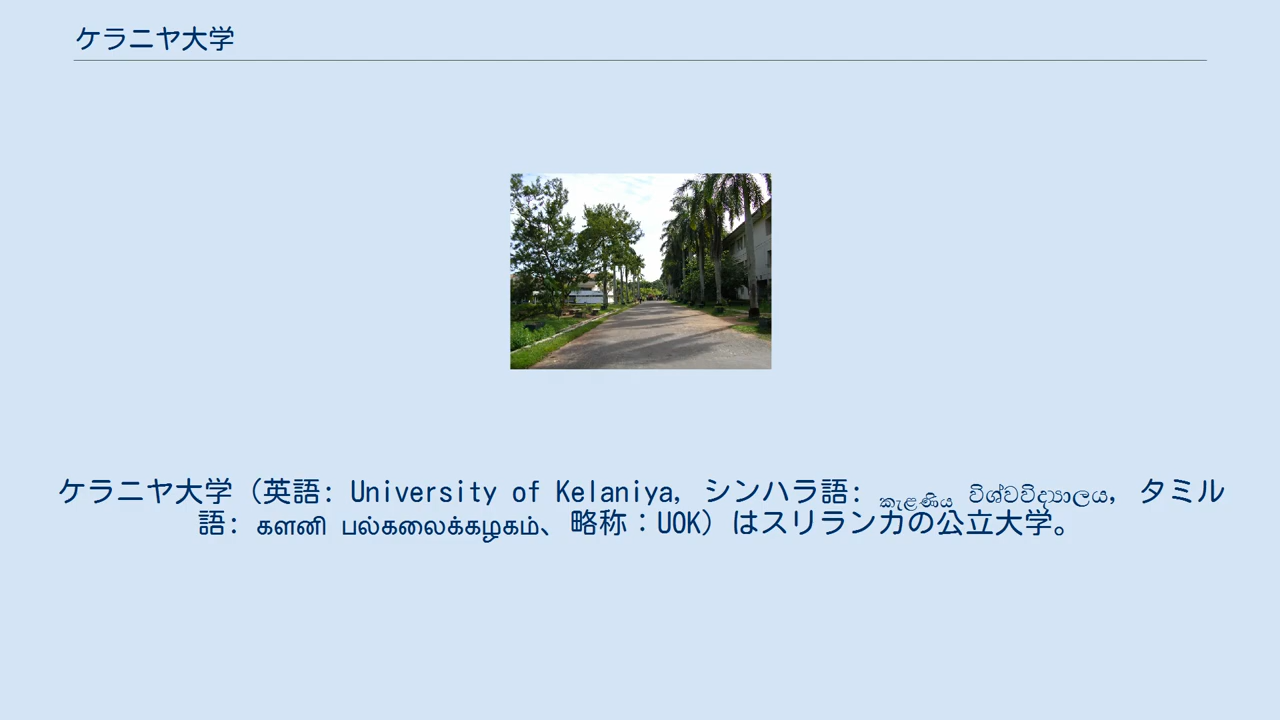 ケラニヤ大学
ケラニヤ大学（英語: University of Kelaniya, シンハラ語: කැළණිය විශ්වවිද්‍යාලය, タミル
語: களனி பல்கலைக்கழகம்、略称：UOK）はスリランカの公立大学。